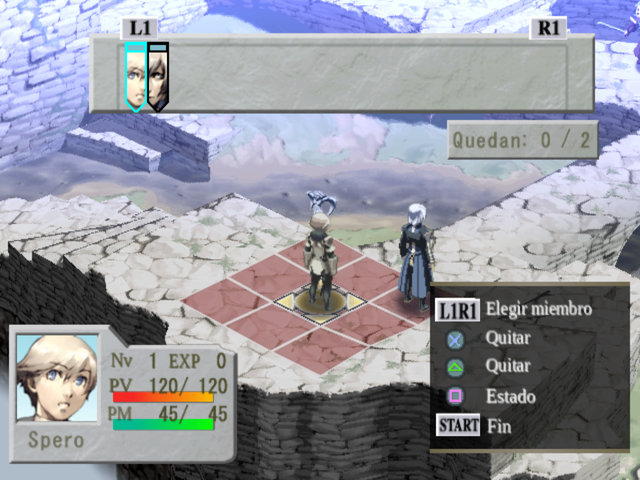 L1
R1
Quedan: 0 / 2
L1R1 Elegir miembro
Quitar
Quitar
Estado
START Fin
Nv 1 EXP 0
PV 120/ 120
PM 45/ 45
Spero